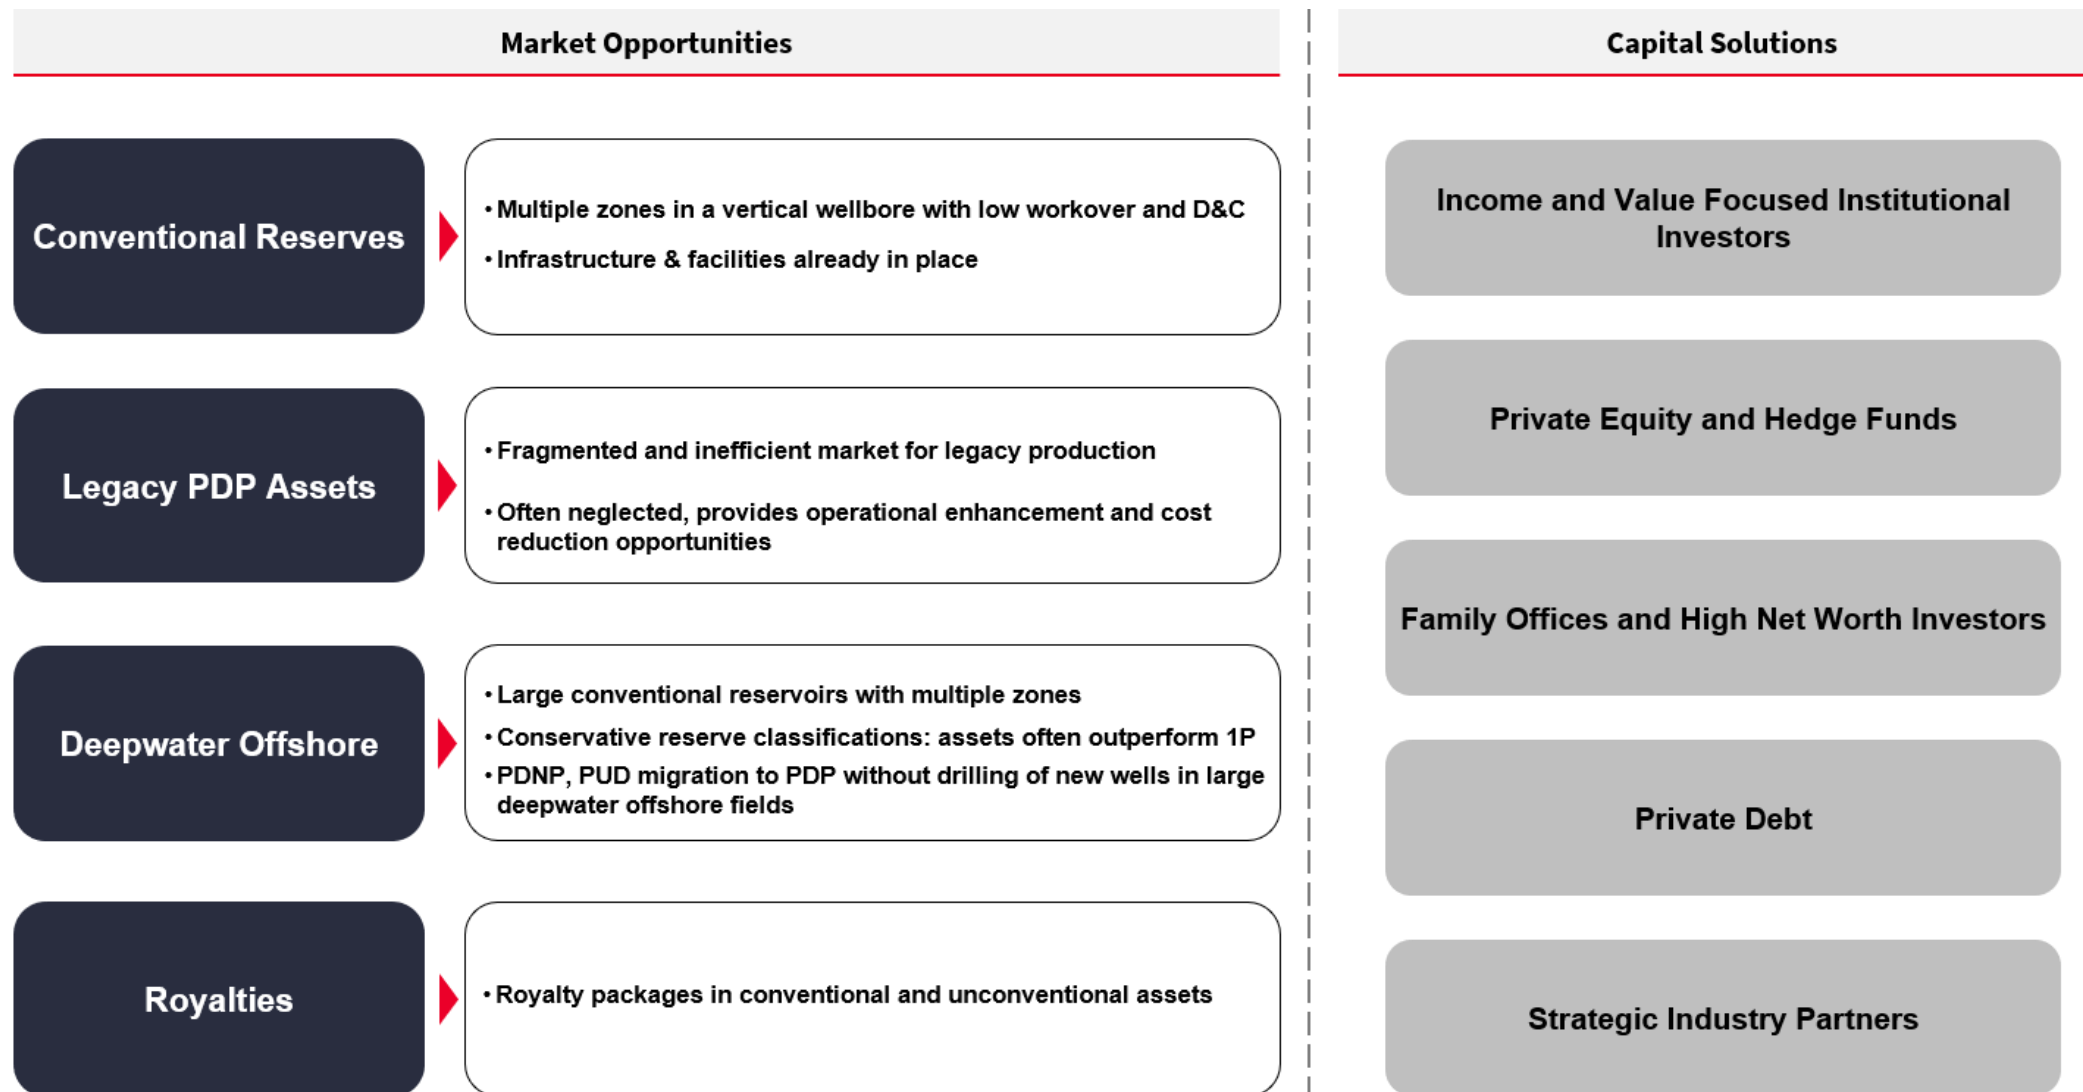 Market Opportunities
Capital Solutions
Conventional Reserves
• Multiple zones in a vertical wellbore with low workover and D&C
• Infrastructure & facilities already in place
Legacy PDP Assets
• Fragmented and inefficient market for legacy production
• Often neglected, provides operational enhancement and cost
reduction opportunities
Deepwater Offshore
• Large conventional reservoirs with multiple zones
• Conservative reserve classifications: assets often outperform 1P
• PDNP, PUD migration to PDP without drilling of new wells in large
deepwater offshore fields
Royalties
• Royalty packages in conventional and unconventional assets
Income and Value Focused Institutional
Investors
Private Equity and Hedge Funds
Family Offices and High Net Worth Investors
Private Debt
Strategic Industry Partners